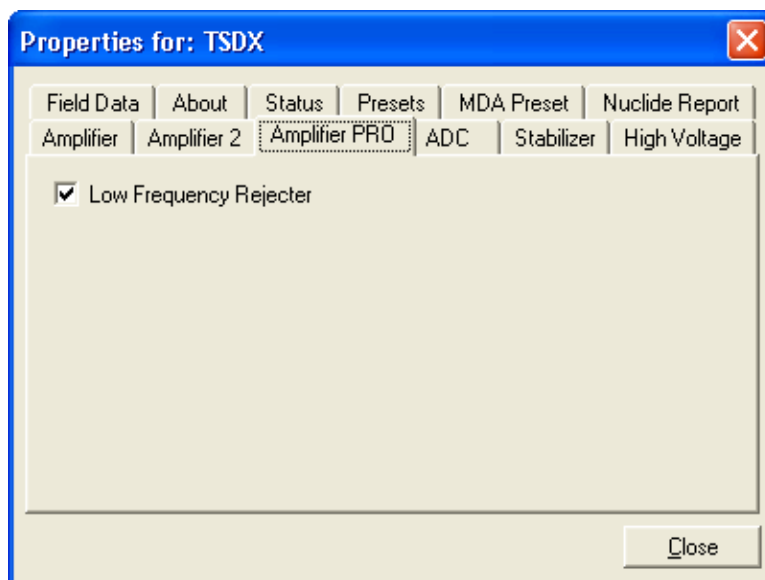 Properties for: TSDX
Field Data About Status Presets MDA Preset Nuclide Report
Amplifier Amplifier 2 Amplifier PRO ADC Stabilizer High Voltage
Low Frequency Rejecter
Close